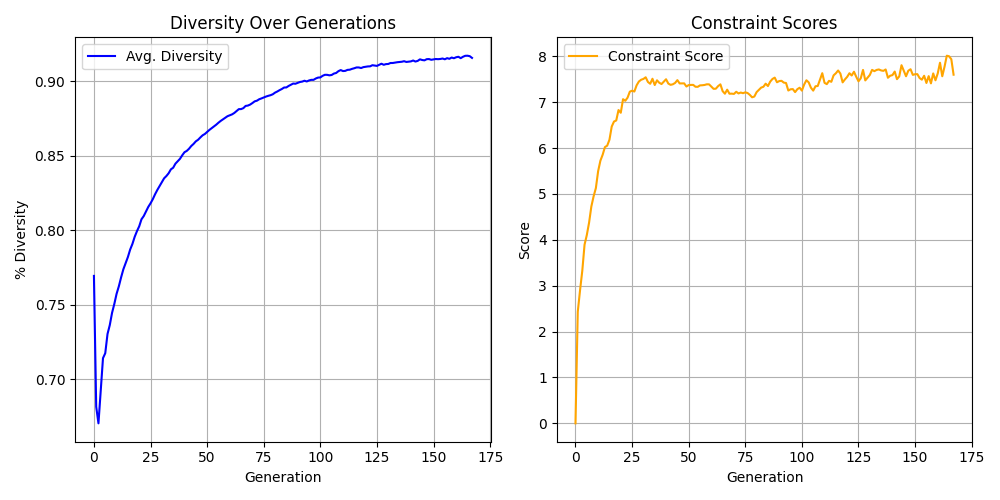 Diversity Over Generations
Avg. Diversity
% Diversity
0.90
0.85
0.80
0.75
0.70
0 25 50 75 100 125 150 175
Generation
Constraint Scores
Constraint Score
Score
8
7
6
5
4
3
2
1
0
0 25 50 75 100 125 150 175
Generation